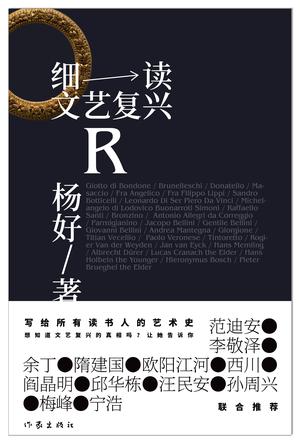 细 读
文艺复兴
R
杨好/著
Giotto di Bondone / Brunelleschi / Donatello / Ma-
saccio / Fra Angelico / Fra Filippo Lippi / Sandro
Botticelli / Leonardo Di Ser Piero Da Vinci / Michel-
angelo di Lodovico Buonarroti Simoni / Raffaello
Santi / Bronzino / Antonio Allegri da Correggio
/ Parmigianino / Jacopo Bellini / Gentile Bellini /
Giovanni Bellini / Andrea Mantegna / Giorgione /
Titian Vecellio / Paolo Veronese / Tintoretto / Rogi-
er Van der Weyden / Jan van Eyck / Hans Memling
/ Albrecht Dürer / Lucas Cranach the Elder / Hans
Holbein the Younger / Hieronymus Bosch / Pieter
Brueghel the Elder
写给所有读书人的艺术史
想知道文艺复兴的真相吗？让她告诉你
范迪安●
李敬泽●
余丁●隋建国●欧阳江河●西川●
阎晶明●邱华栋●汪民安●孙周兴
●梅峰●宁浩
联合推荐
作家出版社